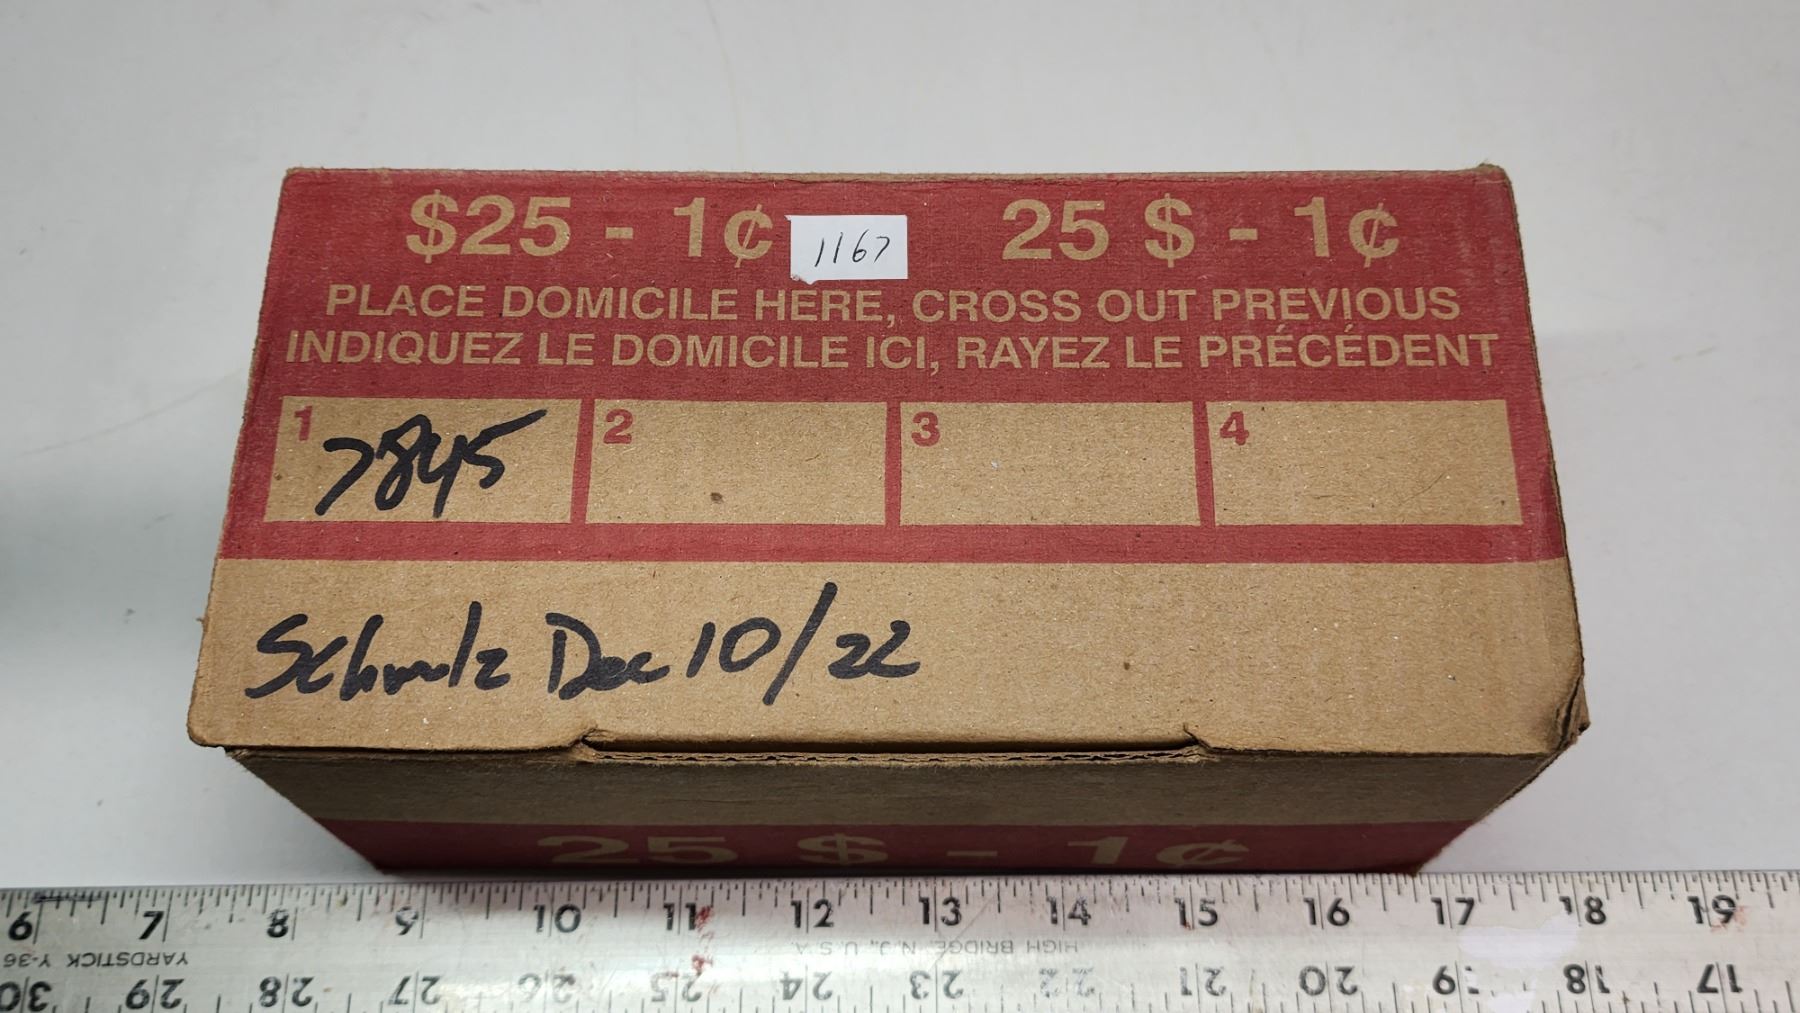 $25 - 1¢ 25 $ - 1¢
1167
PLACE DOMICILE HERE, CROSS OUT PREVIOUS
INDIQUEZ LE DOMICILE ICI, RAYEZ LE PRÉCÉDENT
1 2 3 4
7845
Dec 10/22
25 $ - 1¢
6 7 8 9 10 11 12 13 14 15 16 17 18 19
YARDSTICK Y-36
HIGH BRIDGE, N.J., U.S.A.
30 29 28 27 26 25 24 23 22 21 20 19 18 17